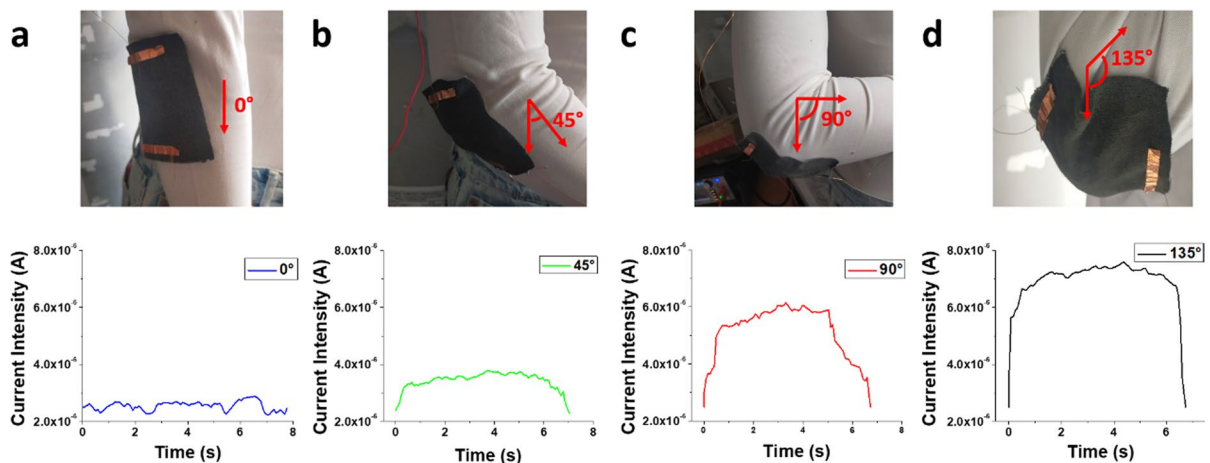 a
b
c
d
0°
45°
90°
135°
8.0x10⁻⁶
6.0x10⁻⁶
4.0x10⁻⁶
2.0x10⁻⁶
Current Intensity (A)
0°
0 2 4 6 8
Time (s)
8.0x10⁻⁶
6.0x10⁻⁶
4.0x10⁻⁶
2.0x10⁻⁶
Current Intensity (A)
45°
0 2 4 6 8
Time (s)
8.0x10⁻⁶
6.0x10⁻⁶
4.0x10⁻⁶
2.0x10⁻⁶
Current Intensity (A)
90°
0 2 4 6 8
Time (s)
8.0x10⁻⁶
6.0x10⁻⁶
4.0x10⁻⁶
2.0x10⁻⁶
Current Intensity (A)
135°
0 2 4 6
Time (s)